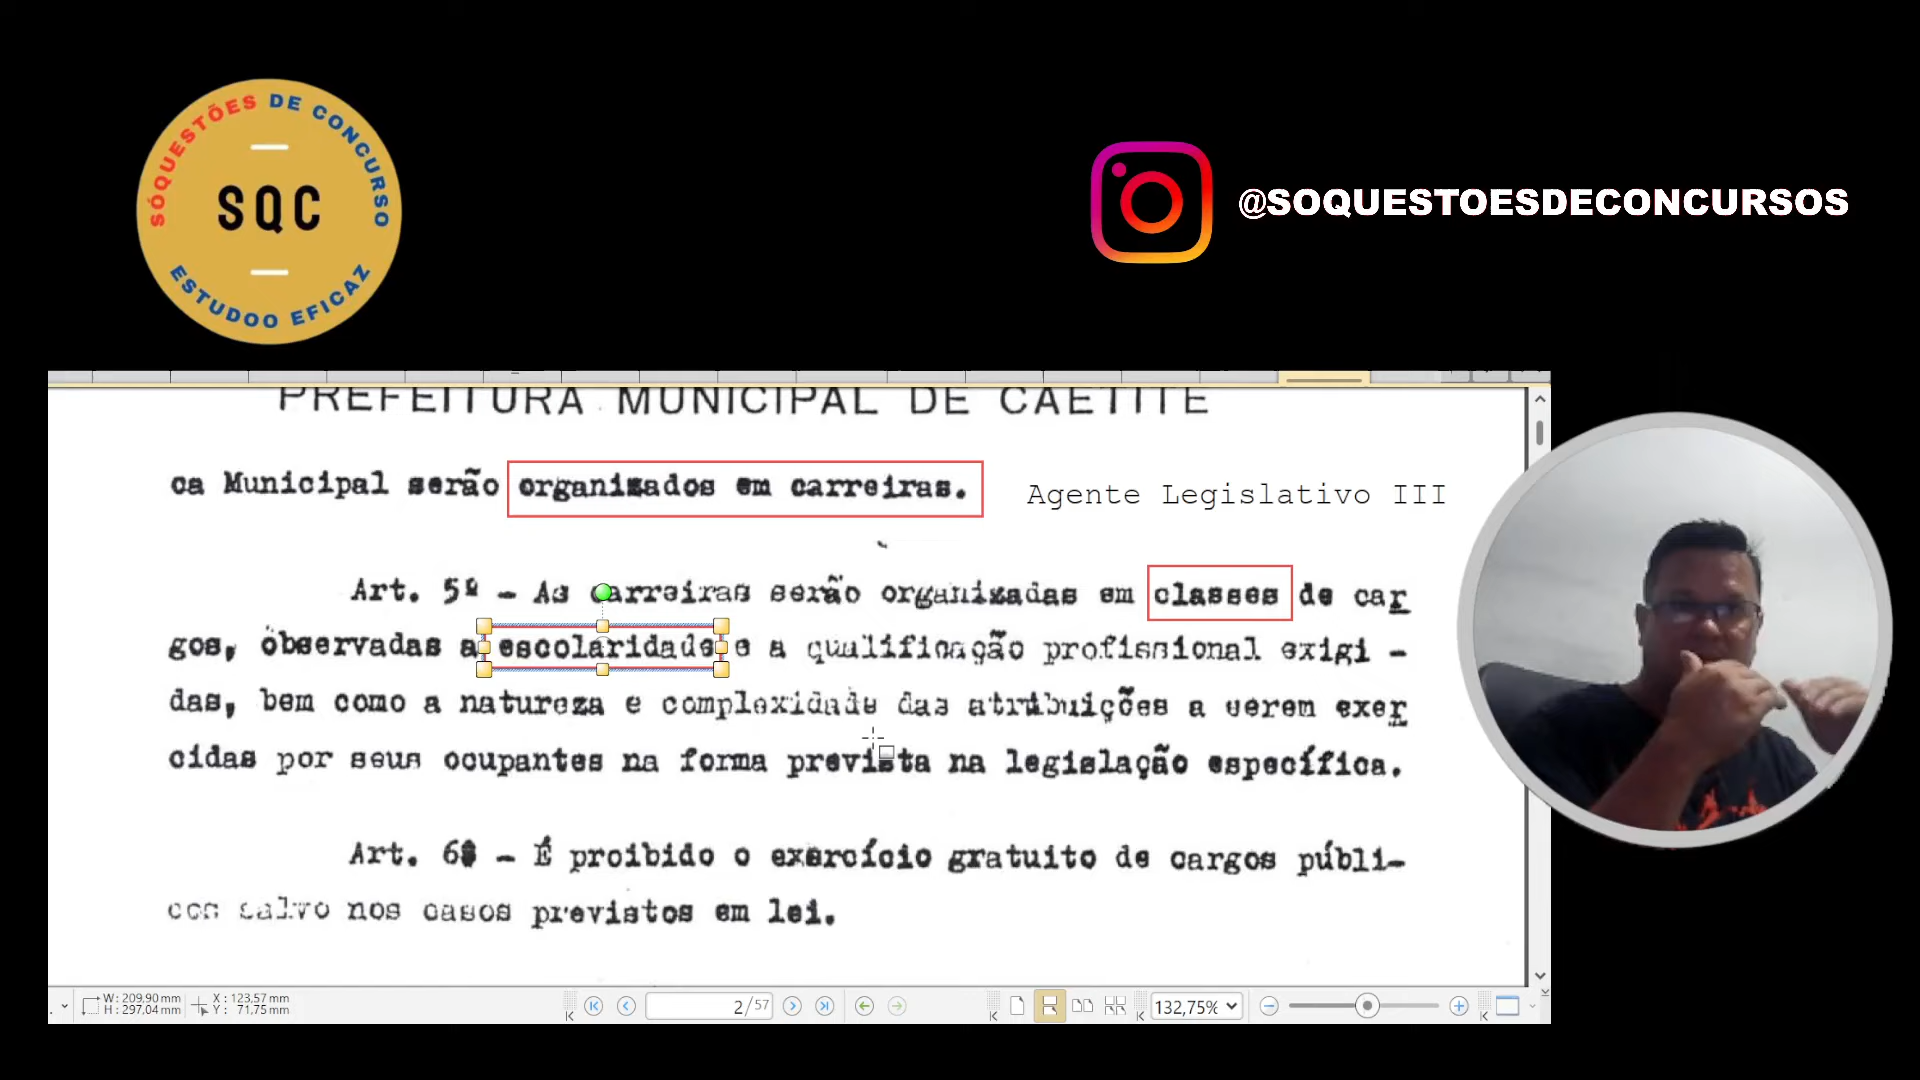 SÓQUESTÕES DE CONCURSO
SQC
ESTUDOO EFICAZ
@SOQUESTOESDECONCURSOS
PREFEITURA MUNICIPAL DE CAETITE
ca Municipal serão organizados em carreiras.
Agente Legislativo III
Art. 5º - As carreiras serão organizadas em classes de car
gos, observadas a escolaridade e a qualificação profissional exigi -
das, bem como a natureza e complexidade das atribuições a serem exer
cidas por seus ocupantes na forma prevista na legislação específica.
Art. 6º - É proibido o exercício gratuito de cargos públi-
cos salvo nos casos previstos em lei.
W: 209,90 mm
H: 297,04 mm
X: 123,57 mm
Y: 71,75 mm
2 / 57
132,75%